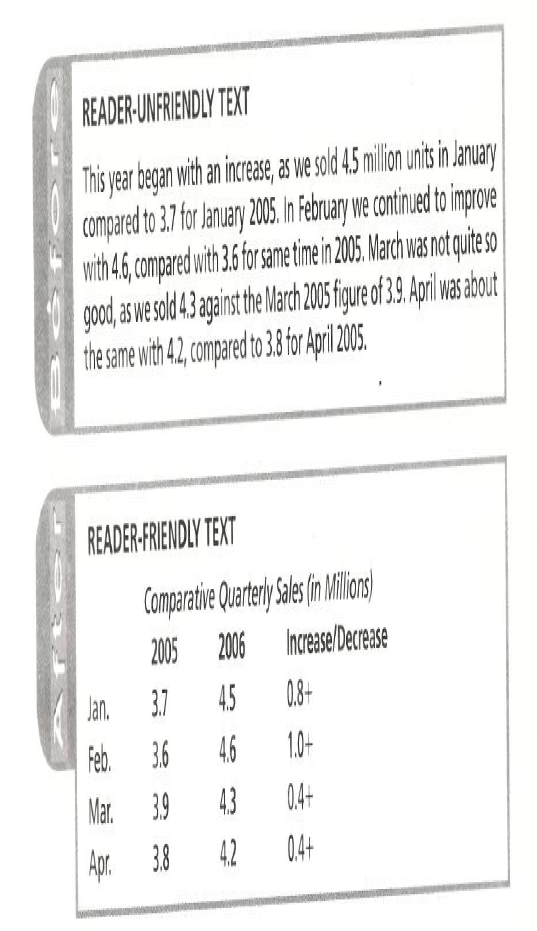 Before
READER-UNFRIENDLY TEXT
This year began with an increase, as we sold 4.5 million units in January
compared to 3.7 for January 2005. In February we continued to improve
with 4.6, compared with 3.6 for same time in 2005. March was not quite so
good, as we sold 4.3 against the March 2005 figure of 3.9. April was about
the same with 4.2, compared to 3.8 for April 2005.
After
READER-FRIENDLY TEXT
Comparative Quarterly Sales (in Millions)
2005 2006 Increase/Decrease
Jan. 3.7 4.5 0.8+
Feb. 3.6 4.6 1.0+
Mar. 3.9 4.3 0.4+
Apr. 3.8 4.2 0.4+